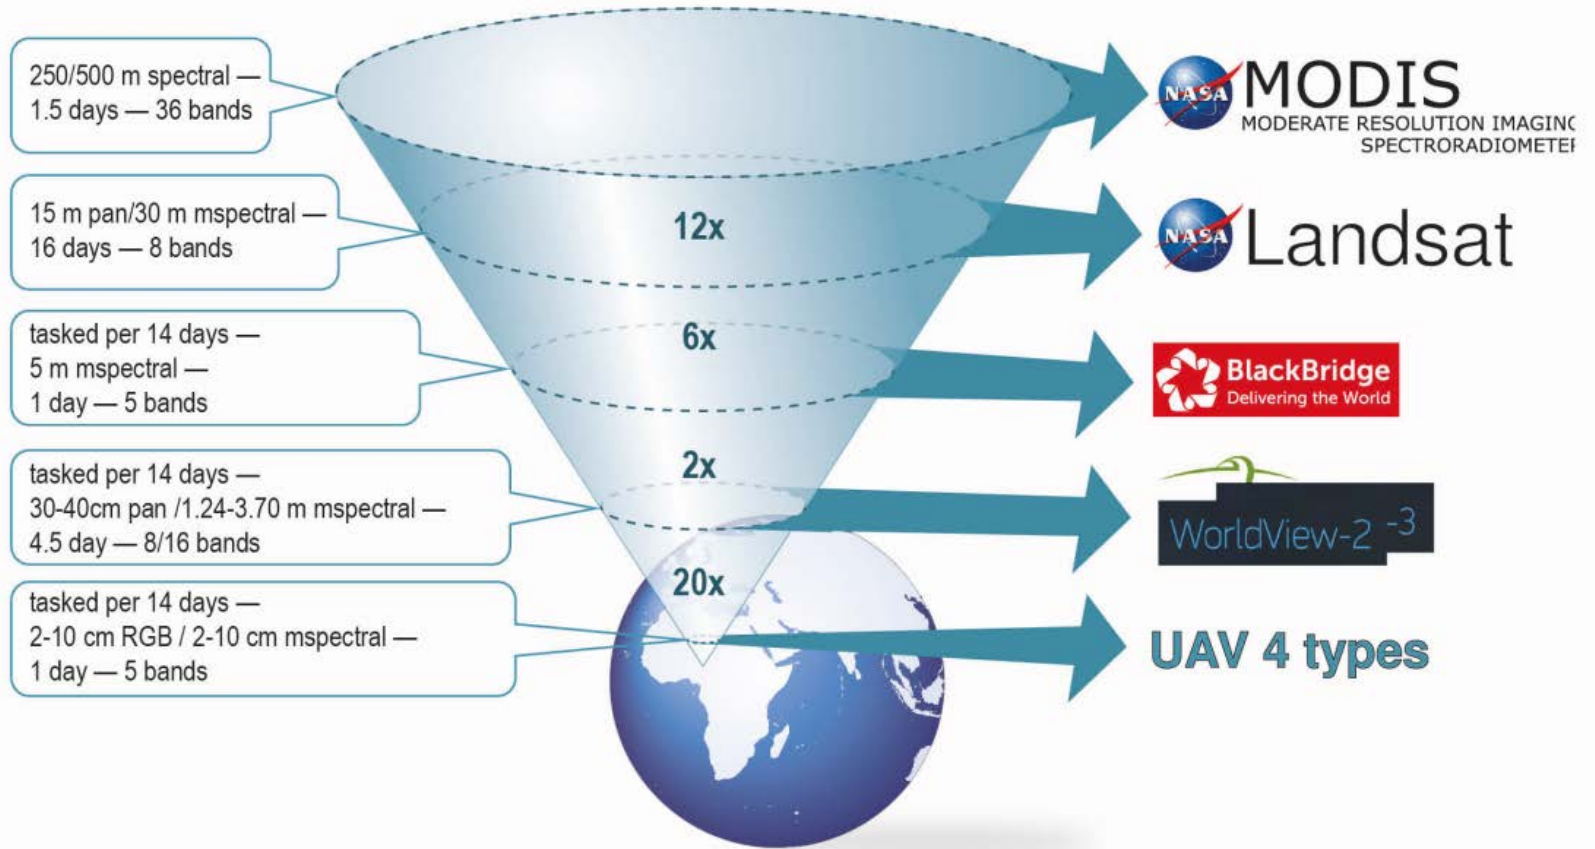 250/500 m spectral —
1.5 days — 36 bands
NASA
MODIS
MODERATE RESOLUTION IMAGING
SPECTRORADIOMETER
15 m pan/30 m mspectral —
16 days — 8 bands
12x
NASA
Landsat
tasked per 14 days —
5 m mspectral —
1 day — 5 bands
6x
BlackBridge
Delivering the World
tasked per 14 days —
30-40cm pan /1.24-3.70 m mspectral —
4.5 day — 8/16 bands
2x
WorldView-2 -3
tasked per 14 days —
2-10 cm RGB / 2-10 cm mspectral —
1 day — 5 bands
20x
UAV 4 types